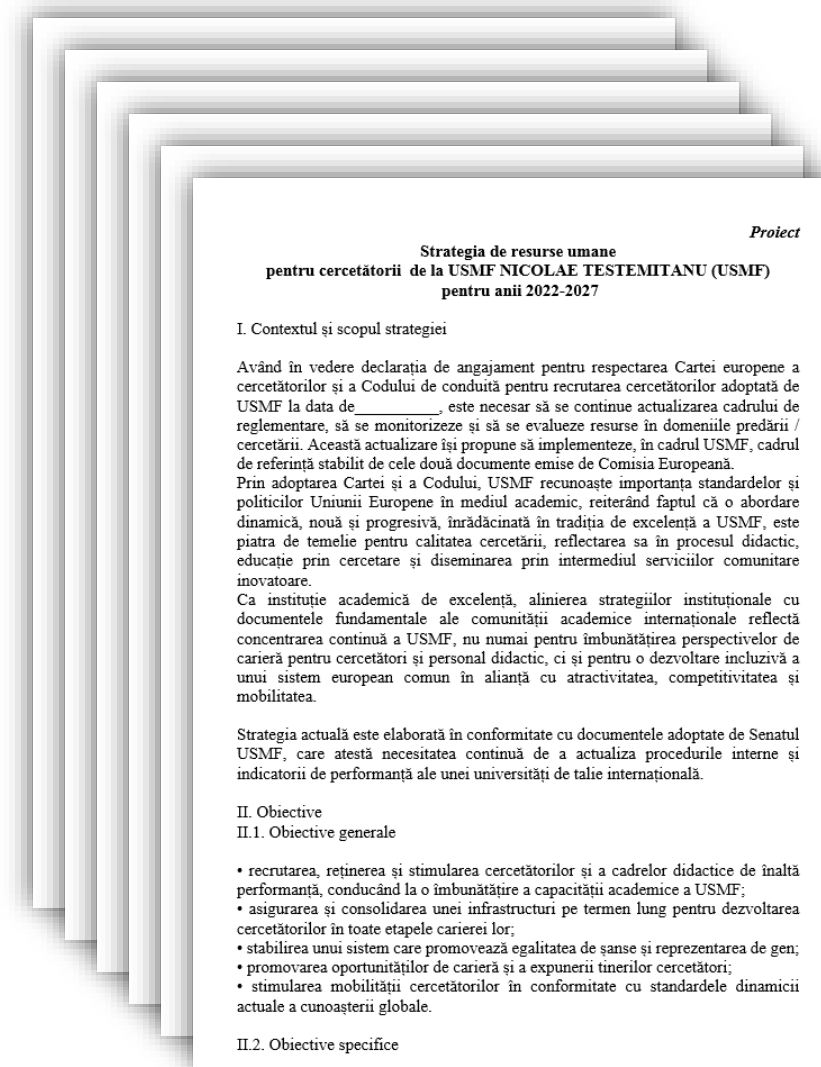 Proiect
Strategia de resurse umane
pentru cercetătorii de la USMF NICOLAE TESTEMITANU (USMF)
pentru anii 2022-2027
I. Contextul și scopul strategiei
Având în vedere declarația de angajament pentru respectarea Cartei europene a
cercetătorilor și a Codului de conduită pentru recrutarea cercetătorilor adoptată de
USMF la data de__________, este necesar să se continue actualizarea cadrului de
reglementare, să se monitorizeze și să se evalueze resurse în domeniile predării /
cercetării. Această actualizare își propune să implementeze, în cadrul USMF, cadrul
de referință stabilit de cele două documente emise de Comisia Europeană.
Prin adoptarea Cartei și a Codului, USMF recunoaște importanța standardelor și
politicilor Uniunii Europene în mediul academic, reiterând faptul că o abordare
dinamică, nouă și progresivă, înrădăcinată în tradiția de excelență a USMF, este
piatra de temelie pentru calitatea cercetării, reflectarea sa în procesul didactic,
educație prin cercetare și diseminarea prin intermediul serviciilor comunitare
inovatoare.
Ca instituție academică de excelență, alinierea strategiilor instituționale cu
documentele fundamentale ale comunității academice internaționale reflectă
concentrarea continuă a USMF, nu numai pentru îmbunătățirea perspectivelor de
carieră pentru cercetători și personal didactic, ci și pentru o dezvoltare incluzivă a
unui sistem european comun în alianță cu atractivitatea, competitivitatea și
mobilitatea.
Strategia actuală este elaborată în conformitate cu documentele adoptate de Senatul
USMF, care atestă necesitatea continuă de a actualiza procedurile interne și
indicatorii de performanță ale unei universități de talie internațională.
II. Obiective
II.1. Obiective generale
• recrutarea, reținerea și stimularea cercetătorilor și a cadrelor didactice de înaltă
performanță, conducând la o îmbunătățire a capacității academice a USMF;
• asigurarea și consolidarea unei infrastructuri pe termen lung pentru dezvoltarea
cercetătorilor în toate etapele carierei lor;
• stabilirea unui sistem care promovează egalitatea de șanse și reprezentarea de gen;
• promovarea oportunităților de carieră și a expunerii tinerilor cercetători;
• stimularea mobilității cercetătorilor în conformitate cu standardele dinamicii
actuale a cunoașterii globale.
II.2. Obiective specifice